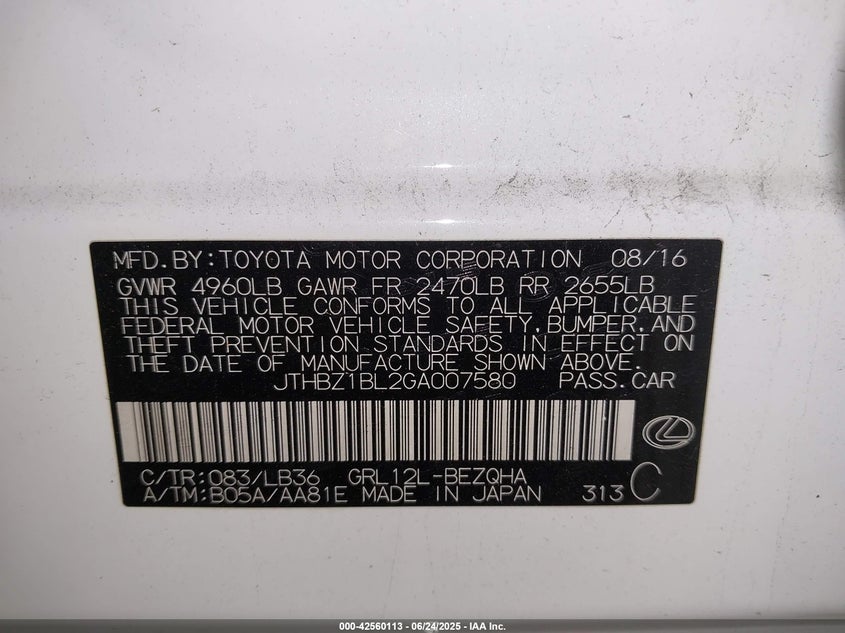 MFD.BY:TOYOTA MOTOR CORPORATION 08/16
GVWR 4960LB GAWR FR 2470LB RR 2655LB
THIS VEHICLE CONFORMS TO ALL APPLICABLE
FEDERAL MOTOR VEHICLE SAFETY,BUMPER,AND
THEFT PREVENTION STANDARDS IN EFFECT ON
THE DATE OF MANUFACTURE SHOWN ABOVE.
JTHBZ1BL2GA007580 PASS.CAR
C/TR:083/LB36 GRL12L-BEZQHA
A/TM:B05A/AA81E MADE IN JAPAN 313 C
000-42560113 - 06/24/2025 - IAA Inc.